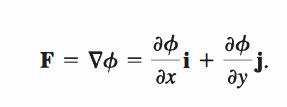 F = ∇ϕ = ∂ϕ/∂x i + ∂ϕ/∂y j.